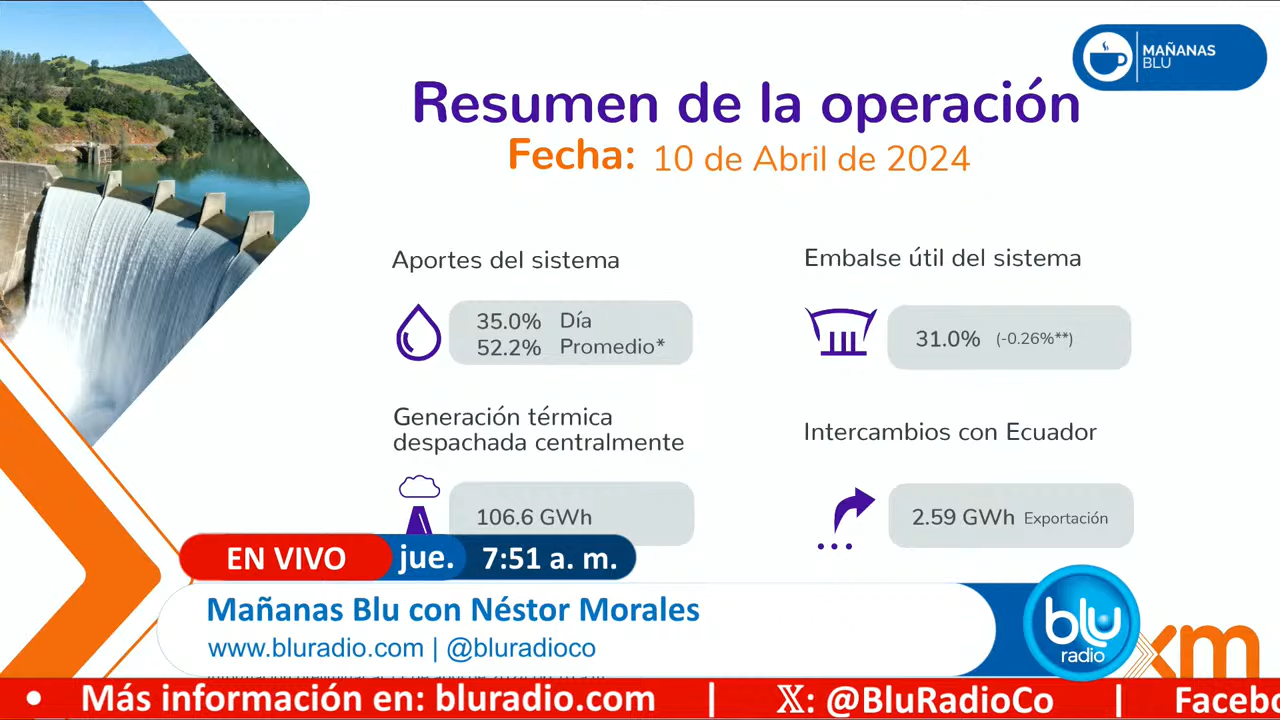 MAÑANAS
BLU
Resumen de la operación
Fecha: 10 de Abril de 2024
Aportes del sistema
35.0% Día
52.2% Promedio*
Embalse útil del sistema
31.0% (-0.26%**)
Generación térmica
despachada centralmente
106.6 GWh
Intercambios con Ecuador
2.59 GWh Exportación
EN VIVO jue. 7:51 a. m.
Mañanas Blu con Néstor Morales
www.bluradio.com | @bluradioco
blu
radio
xm
• Más información en: bluradio.com | 𝕏: @BluRadioCo | Facebo